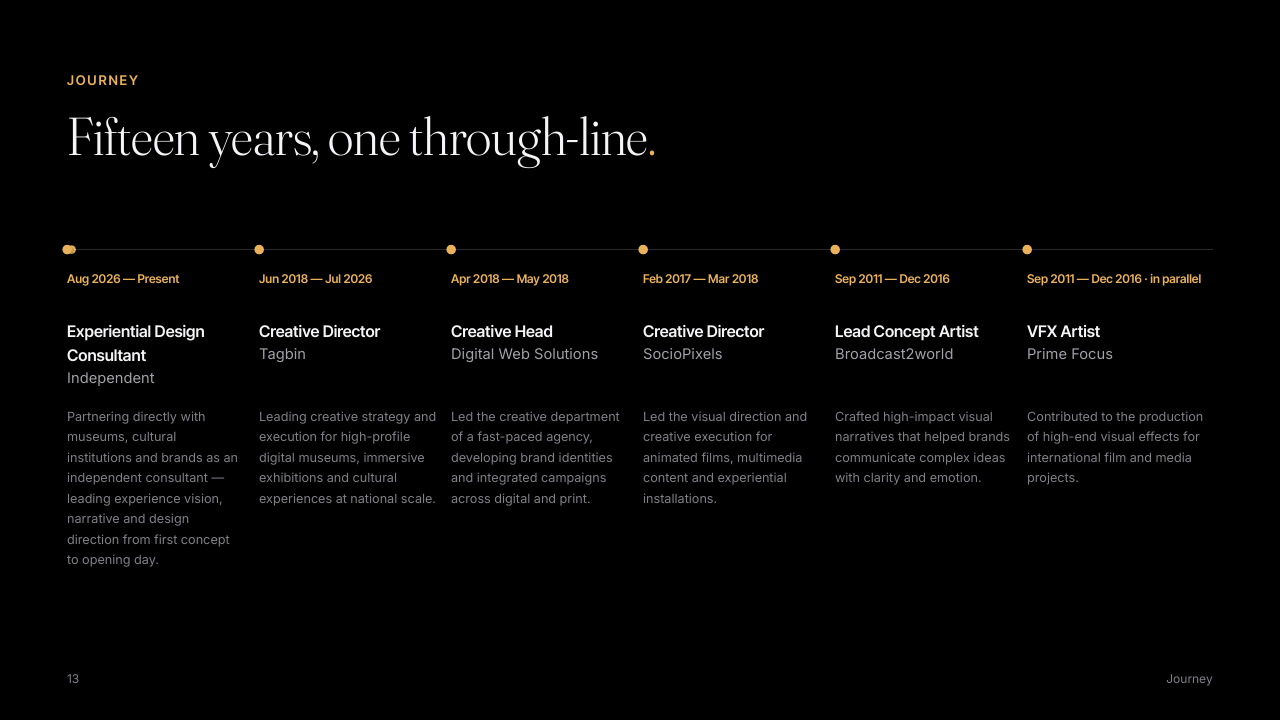 JOURNEY
Fifteen years, one through-line.
Aug 2026 — Present
Experiential Design
Consultant
Independent
Partnering directly with
museums, cultural
institutions and brands as an
independent consultant —
leading experience vision,
narrative and design
direction from first concept
to opening day.
Jun 2018 — Jul 2026
Creative Director
Tagbin
Leading creative strategy and
execution for high-profile
digital museums, immersive
exhibitions and cultural
experiences at national scale.
Apr 2018 — May 2018
Creative Head
Digital Web Solutions
Led the creative department
of a fast-paced agency,
developing brand identities
and integrated campaigns
across digital and print.
Feb 2017 — Mar 2018
Creative Director
SocioPixels
Led the visual direction and
creative execution for
animated films, multimedia
content and experiential
installations.
Sep 2011 — Dec 2016
Lead Concept Artist
Broadcast2world
Crafted high-impact visual
narratives that helped brands
communicate complex ideas
with clarity and emotion.
Sep 2011 — Dec 2016 · in parallel
VFX Artist
Prime Focus
Contributed to the production
of high-end visual effects for
international film and media
projects.
13
Journey